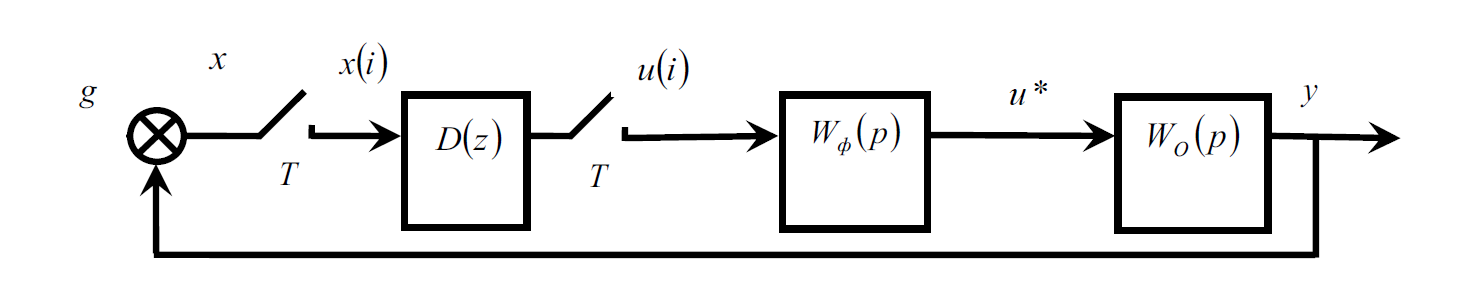 g
x
T
x(i)
D(z)
T
u(i)
W_ф(p)
u*
W_O(p)
y